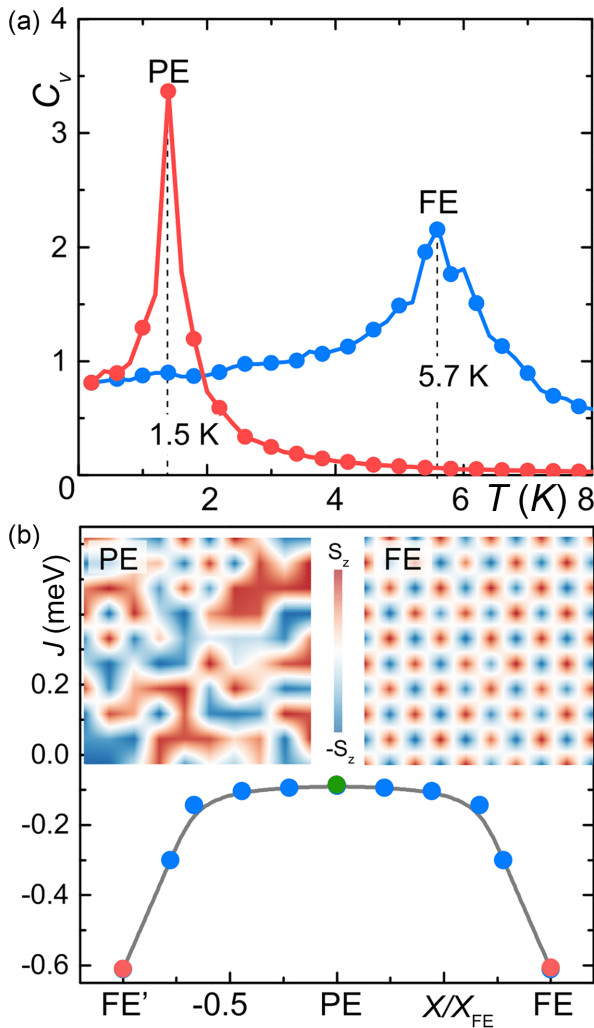 (a)
4
C_v
PE
3
FE
2
1
5.7 K
1.5 K
0
2
4
6
8
T (K)
(b)
PE
S_z
FE
J (meV)
0.2
0.0
-S_z
-0.2
-0.4
-0.6
FE’ -0.5 PE X/X_FE FE